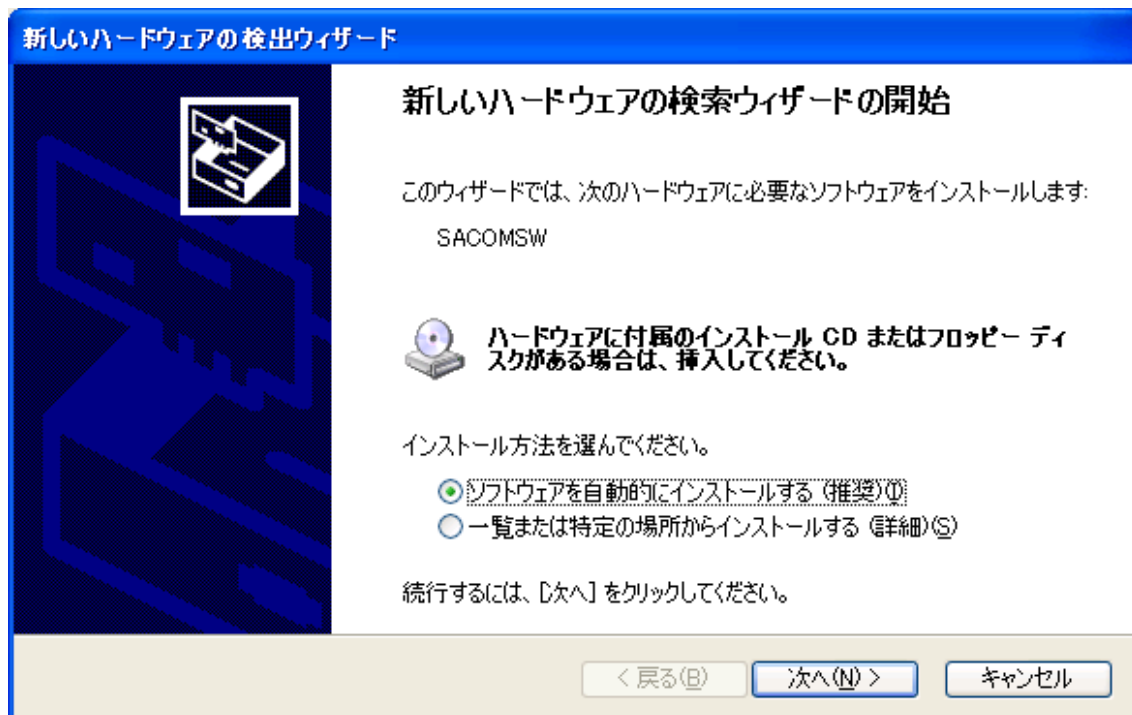 新しいハードウェアの検出ウィザード
新しいハードウェアの検索ウィザードの開始
このウィザードでは、次のハードウェアに必要なソフトウェアをインストールします:
SACOMSW
ハードウェアに付属のインストール CD またはフロッピー ディ
スクがある場合は、挿入してください。
インストール方法を選んでください。
ソフトウェアを自動的にインストールする (推奨)(I)
一覧または特定の場所からインストールする (詳細)(S)
続行するには、[次へ] をクリックしてください。
< 戻る(B)
次へ(N) >
キャンセル